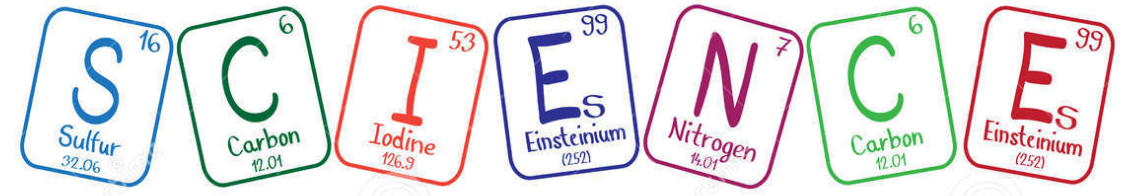 16
S
Sulfur
32.06
6
C
Carbon
12.01
53
I
Iodine
126.9
99
Es
Einsteinium
(252)
7
N
Nitrogen
14.01
6
C
Carbon
12.01
99
Es
Einsteinium
(252)